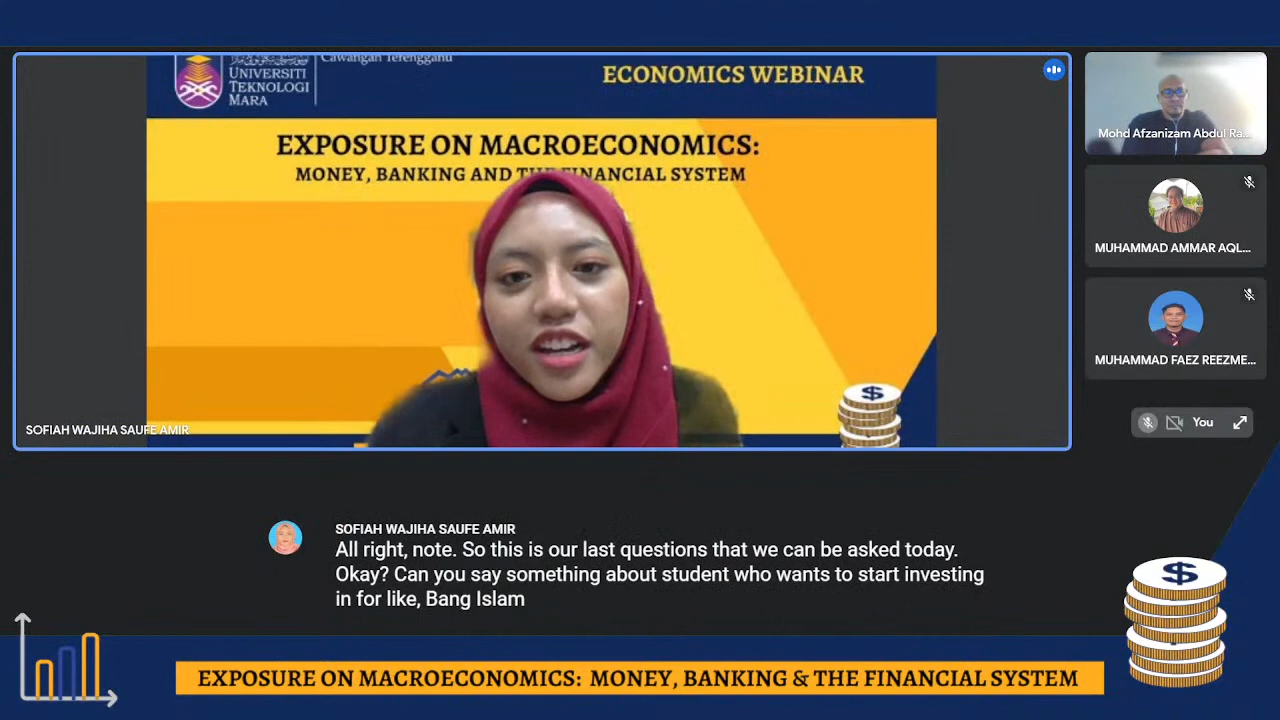 Cawangan Terengganu
UNIVERSITI
TEKNOLOGI
MARA
ECONOMICS WEBINAR
EXPOSURE ON MACROECONOMICS:
MONEY, BANKING AND THE FINANCIAL SYSTEM
$
SOFIAH WAJIHA SAUFE AMIR
Mohd Afzanizam Abdul Ra...
MUHAMMAD AMMAR AQL...
MUHAMMAD FAEZ REEZME...
You
SOFIAH WAJIHA SAUFE AMIR
All right, note. So this is our last questions that we can be asked today.
Okay? Can you say something about student who wants to start investing
in for like, Bang Islam
$
EXPOSURE ON MACROECONOMICS: MONEY, BANKING & THE FINANCIAL SYSTEM